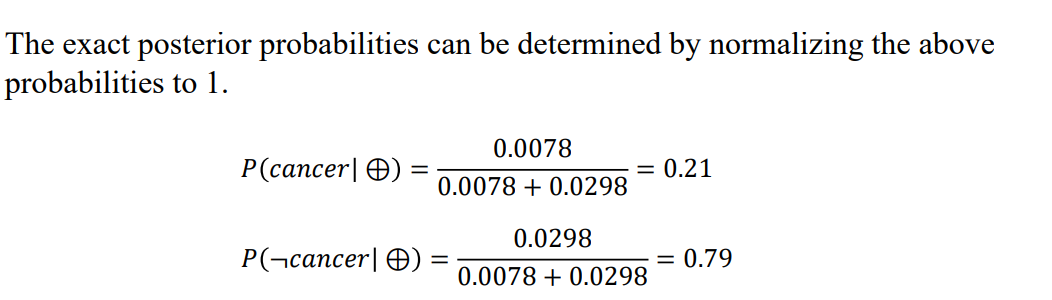 The exact posterior probabilities can be determined by normalizing the above
probabilities to 1.
P(cancer| ⊕) = 0.0078 / 0.0078 + 0.0298 = 0.21
P(¬cancer| ⊕) = 0.0298 / 0.0078 + 0.0298 = 0.79